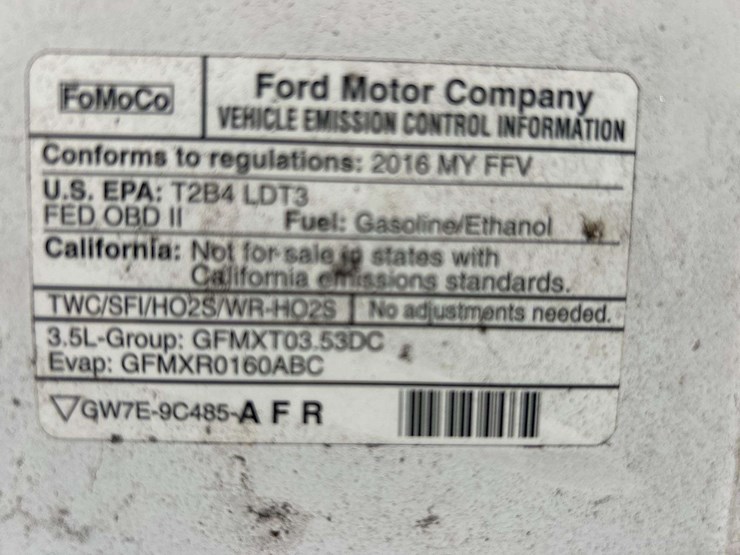 FoMoCo
Ford Motor Company
VEHICLE EMISSION CONTROL INFORMATION
Conforms to regulations: 2016 MY FFV
U.S. EPA: T2B4 LDT3
FED OBD II Fuel: Gasoline/Ethanol
California: Not for sale in states with
California emissions standards.
TWC/SFI/HO2S/WR-HO2S No adjustments needed.
3.5L-Group: GFMXT03.53DC
Evap: GFMXR0160ABC
GW7E-9C485-A F R